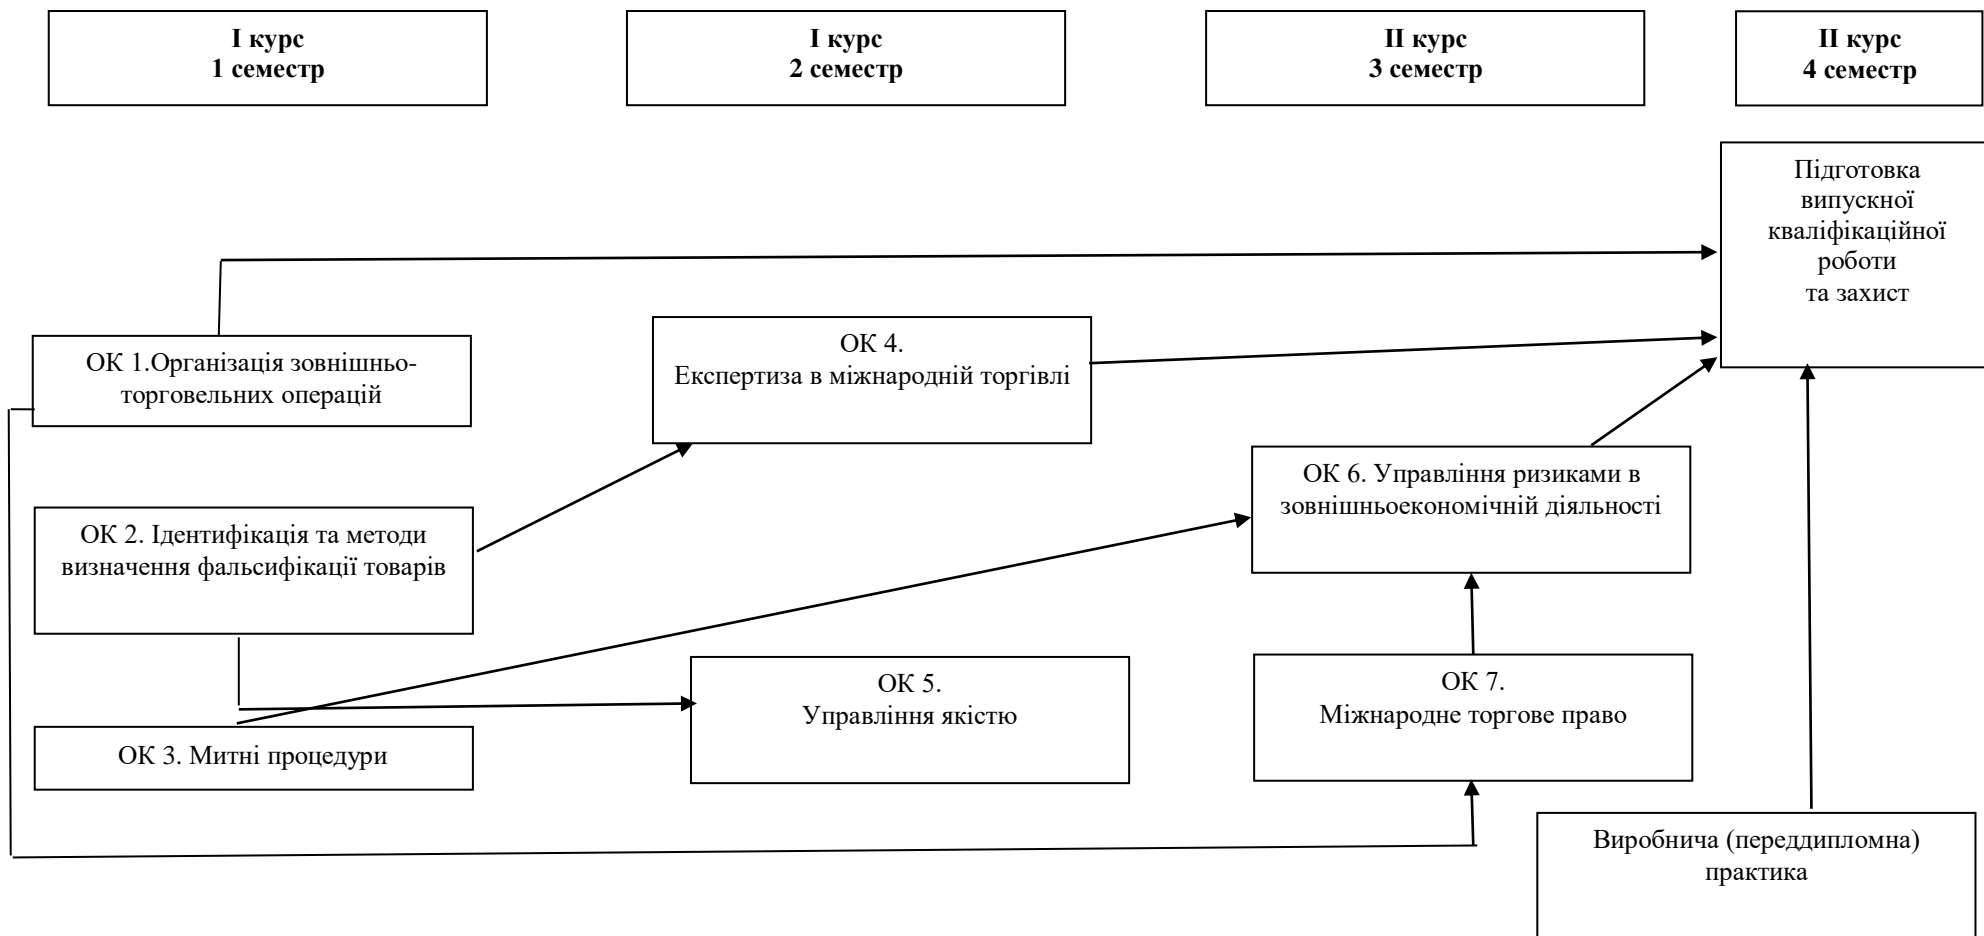 І курс
1 семестр
І курс
2 семестр
ІІ курс
3 семестр
ІІ курс
4 семестр
Підготовка
випускної
кваліфікаційної
роботи
та захист
ОК 1.Організація зовнішньо-
торговельних операцій
ОК 4.
Експертиза в міжнародній торгівлі
ОК 6. Управління ризиками в
зовнішньоекономічній діяльності
ОК 2. Ідентифікація та методи
визначення фальсифікації товарів
ОК 5.
Управління якістю
ОК 7.
Міжнародне торгове право
ОК 3. Митні процедури
Виробнича (переддипломна)
практика